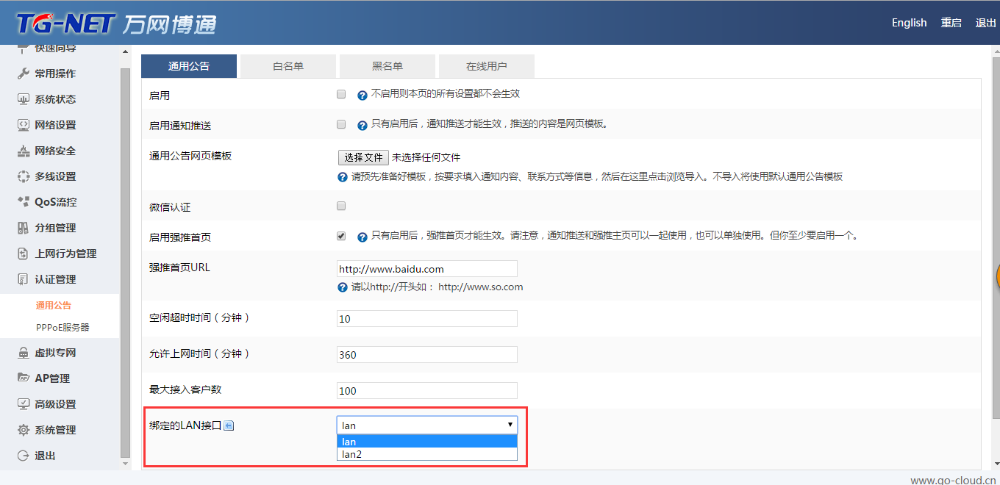 TG-NET 万网博通
English 重启 退出
快速向导
常用操作
系统状态
网络设置
网络安全
多线设置
QoS流控
分组管理
上网行为管理
认证管理
通用公告
PPPoE服务器
虚拟专网
AP管理
高级设置
系统管理
退出
通用公告 白名单 黑名单 在线用户
启用 不启用则本页的所有设置都不会生效
启用通知推送 只有启用后，通知推送才能生效，推送的内容是网页模板。
通用公告网页模板 选择文件 未选择任何文件
请预先准备好模板，按要求填入通知内容、联系方式等信息，然后在这里点击浏览导入。不导入将使用默认通用公告模板
微信认证
启用强推首页 只有启用后，强推首页才能生效。请注意，通知推送和强推主页可以一起使用，也可以单独使用。但你至少要启用一个。
强推首页URL http://www.baidu.com
请以http://开头如： http://www.so.com
空闲超时时间（分钟） 10
允许上网时间（分钟） 360
最大接入客户数 100
绑定的LAN接口 lan
lan
lan2
www.go-cloud.cn